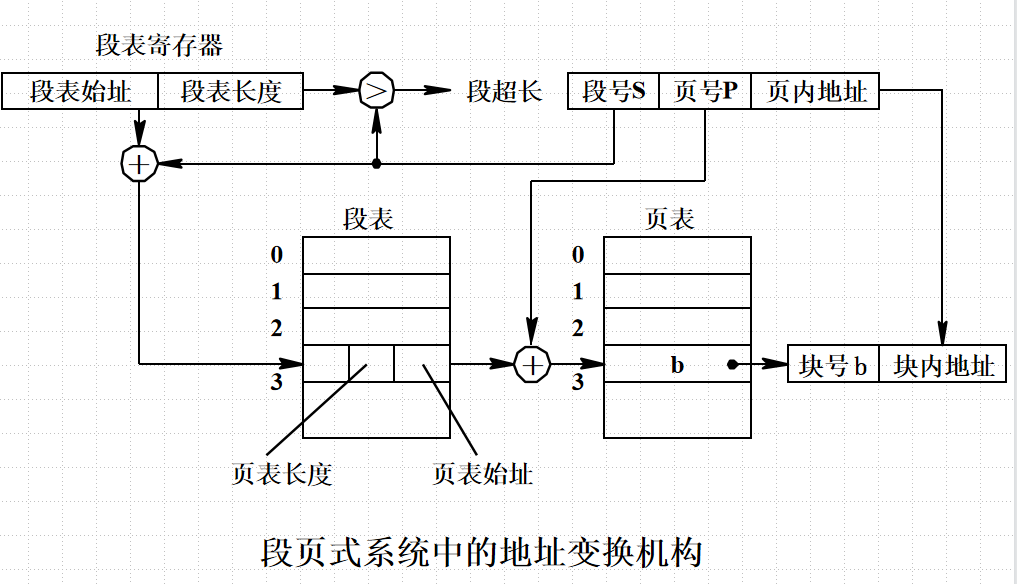 段表寄存器
段表始址 段表长度 > 段超长 段号S 页号P 页内地址
+
段表 页表
0 0
1 1
2 2
+ b 块号b 块内地址
3 3
页表长度 页表始址
段页式系统中的地址变换机构